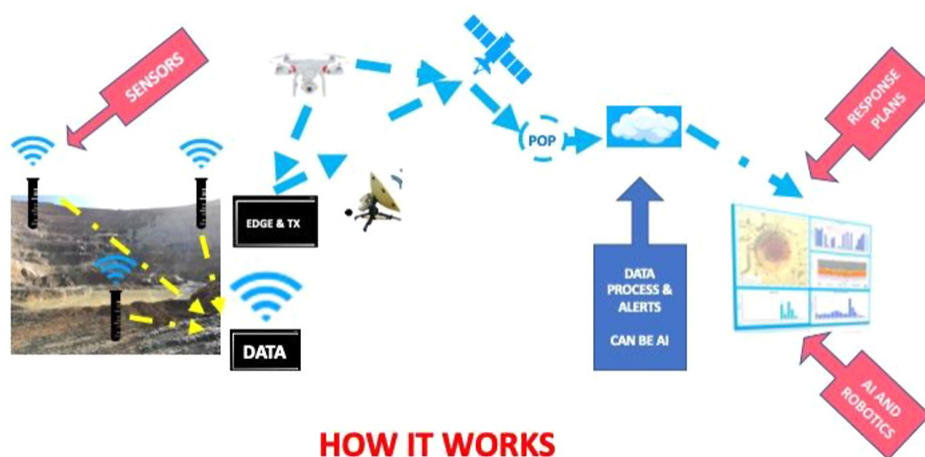 SENSORS
RESPONSE
PLANS
POP
EDGE & TX
DATA
PROCESS &
ALERTS
CAN BE AI
DATA
AI AND
ROBOTICS
HOW IT WORKS